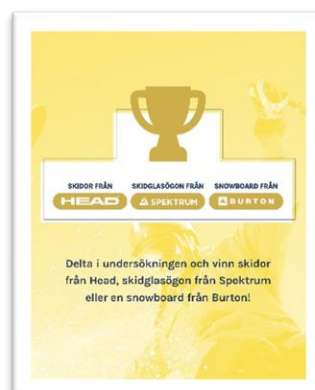 SKIDOR FRÅN SKIDGLASÖGON FRÅN SNOWBOARD FRÅN
HEAD SPEKTRUM BURTON
Delta i undersökningen och vinn skidor
från Head, skidglasögon från Spektrum
eller en snowboard från Burton!